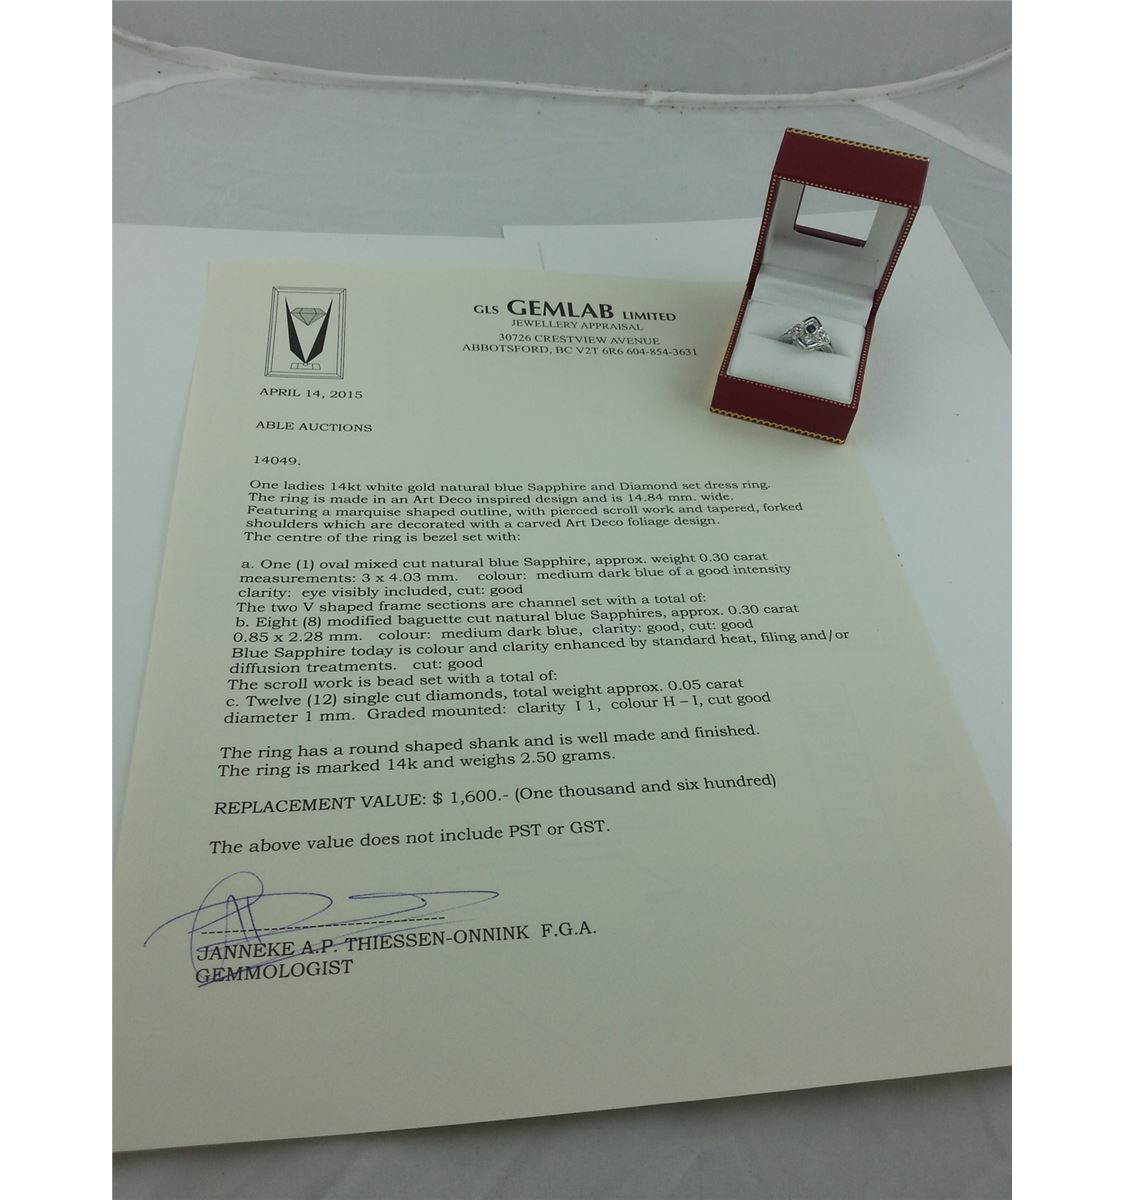 GLS GEMLAB LIMITED
JEWELLERY APPRAISAL
30726 CRESTVIEW AVENUE
ABBOTSFORD, BC V2T 6R6 604-854-3631
APRIL 14, 2015
ABLE AUCTIONS
14049.
One ladies 14kt white gold natural blue Sapphire and Diamond set dress ring.
The ring is made in an Art Deco inspired design and is 14.84 mm. wide.
Featuring a marquise shaped outline, with pierced scroll work and tapered, forked
shoulders which are decorated with a carved Art Deco foliage design.
The centre of the ring is bezel set with:
a. One (1) oval mixed cut natural blue Sapphire, approx. weight 0.30 carat
measurements: 3 x 4.03 mm. colour: medium dark blue of a good intensity
clarity: eye visibly included, cut: good
The two V shaped frame sections are channel set with a total of:
b. Eight (8) modified baguette cut natural blue Sapphires, approx. 0.30 carat
0.85 x 2.28 mm. colour: medium dark blue, clarity: good, cut: good
Blue Sapphire today is colour and clarity enhanced by standard heat, filing and/or
diffusion treatments. cut: good
The scroll work is bead set with a total of:
c. Twelve (12) single cut diamonds, total weight approx. 0.05 carat
diameter 1 mm. Graded mounted: clarity I 1, colour H – I, cut good
The ring has a round shaped shank and is well made and finished.
The ring is marked 14k and weighs 2.50 grams.
REPLACEMENT VALUE: $ 1,600.- (One thousand and six hundred)
The above value does not include PST or GST.
JANNEKE A.P. THIESSEN-ONNINK F.G.A.
GEMMOLOGIST